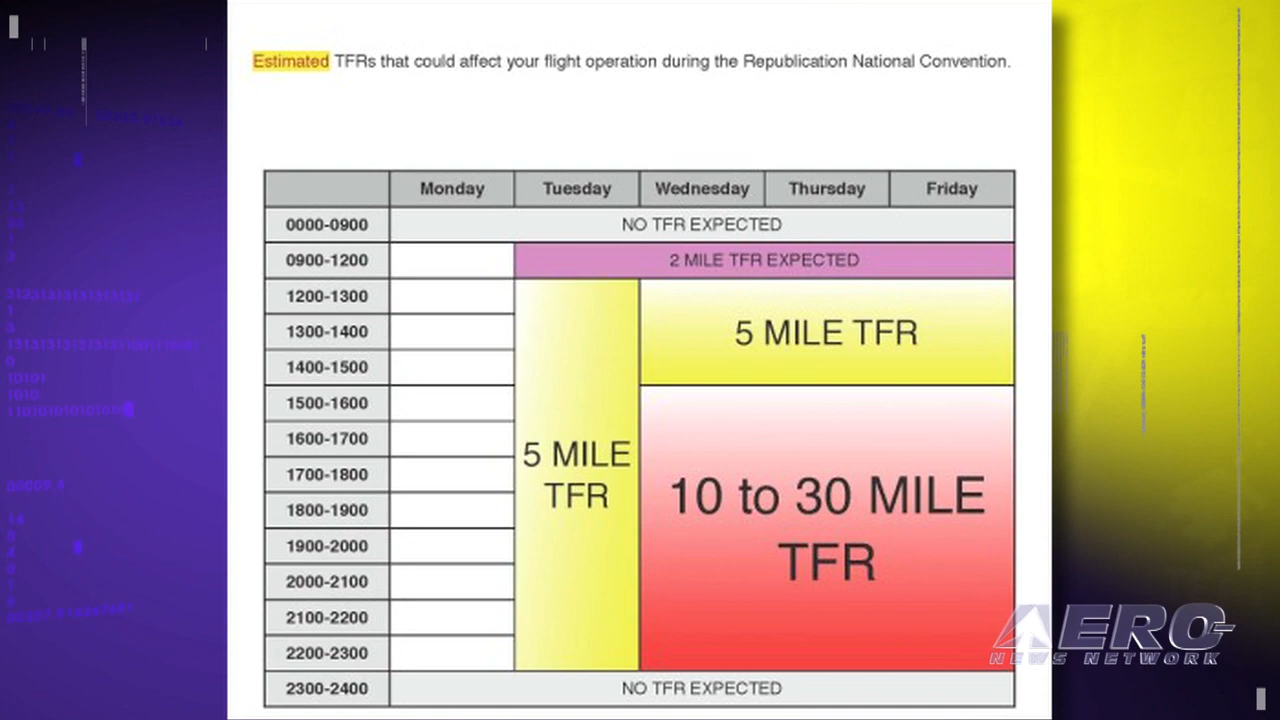 Estimated TFRs that could affect your flight operation during the Republication National Convention.
Monday Tuesday Wednesday Thursday Friday
0000-0900 NO TFR EXPECTED
0900-1200 2 MILE TFR EXPECTED
1200-1300
1300-1400 5 MILE TFR
1400-1500
1500-1600
1600-1700
5 MILE
TFR
1700-1800
10 to 30 MILE
TFR
1800-1900
1900-2000
2000-2100
2100-2200
2200-2300
2300-2400 NO TFR EXPECTED
AERO
NEWS NETWORK